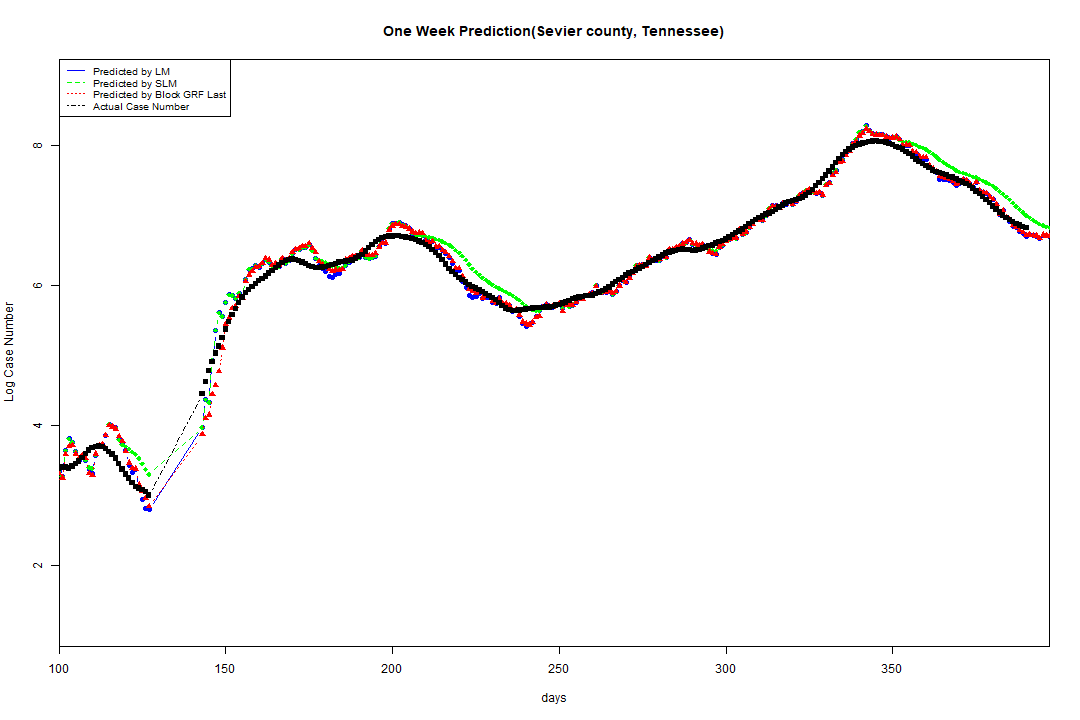 One Week Prediction(Sevier county, Tennessee)
Predicted by LM
Predicted by SLM
Predicted by Block GRF Last
Actual Case Number
8
6
4
2
Log Case Number
100 150 200 250 300 350
days